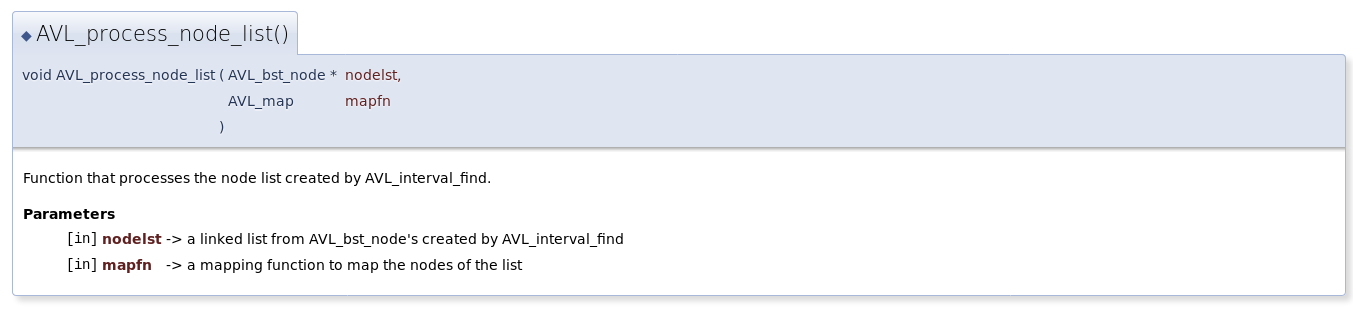 ◆ AVL_process_node_list()
void AVL_process_node_list ( AVL_bst_node * nodelst,
AVL_map mapfn
)
Function that processes the node list created by AVL_interval_find.
Parameters
[in] nodelst -> a linked list from AVL_bst_node's created by AVL_interval_find
[in] mapfn -> a mapping function to map the nodes of the list